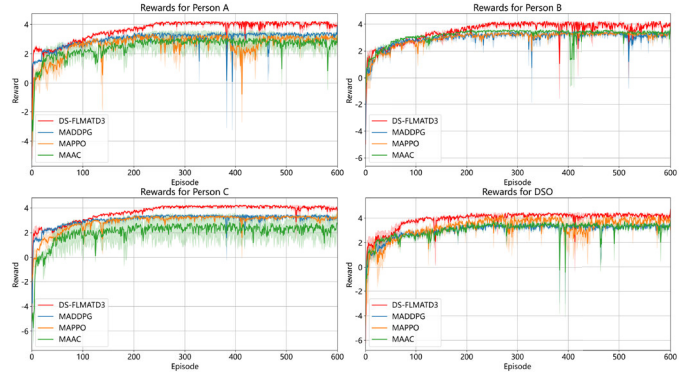 Rewards for Person A
Reward
4
2
0
-2
-4
DS-FLMATD3
MADDPG
MAPPO
MAAC
0 100 200 300 400 500 600
Episode
Rewards for Person B
Reward
4
2
0
-2
-4
-6
DS-FLMATD3
MADDPG
MAPPO
MAAC
0 100 200 300 400 500 600
Episode
Rewards for Person C
Reward
4
2
0
-2
-4
-6
DS-FLMATD3
MADDPG
MAPPO
MAAC
0 100 200 300 400 500 600
Episode
Rewards for DSO
Reward
4
2
0
-2
-4
-6
DS-FLMATD3
MADDPG
MAPPO
MAAC
0 100 200 300 400 500 600
Episode